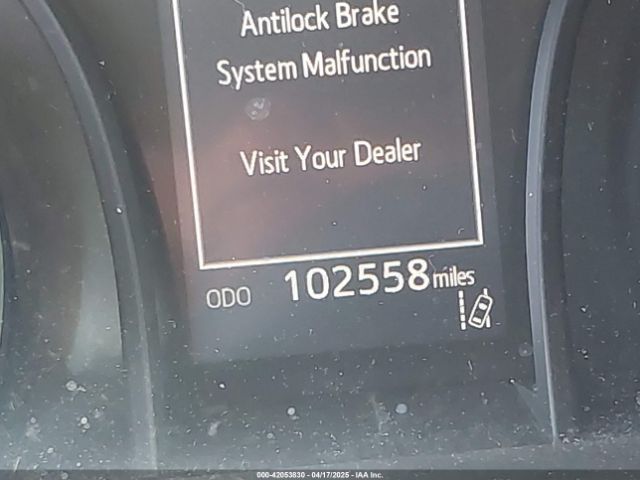 Antilock Brake
System Malfunction
Visit Your Dealer
ODO 102558 miles
000-42053830 - 04/17/2025 - IAA Inc.